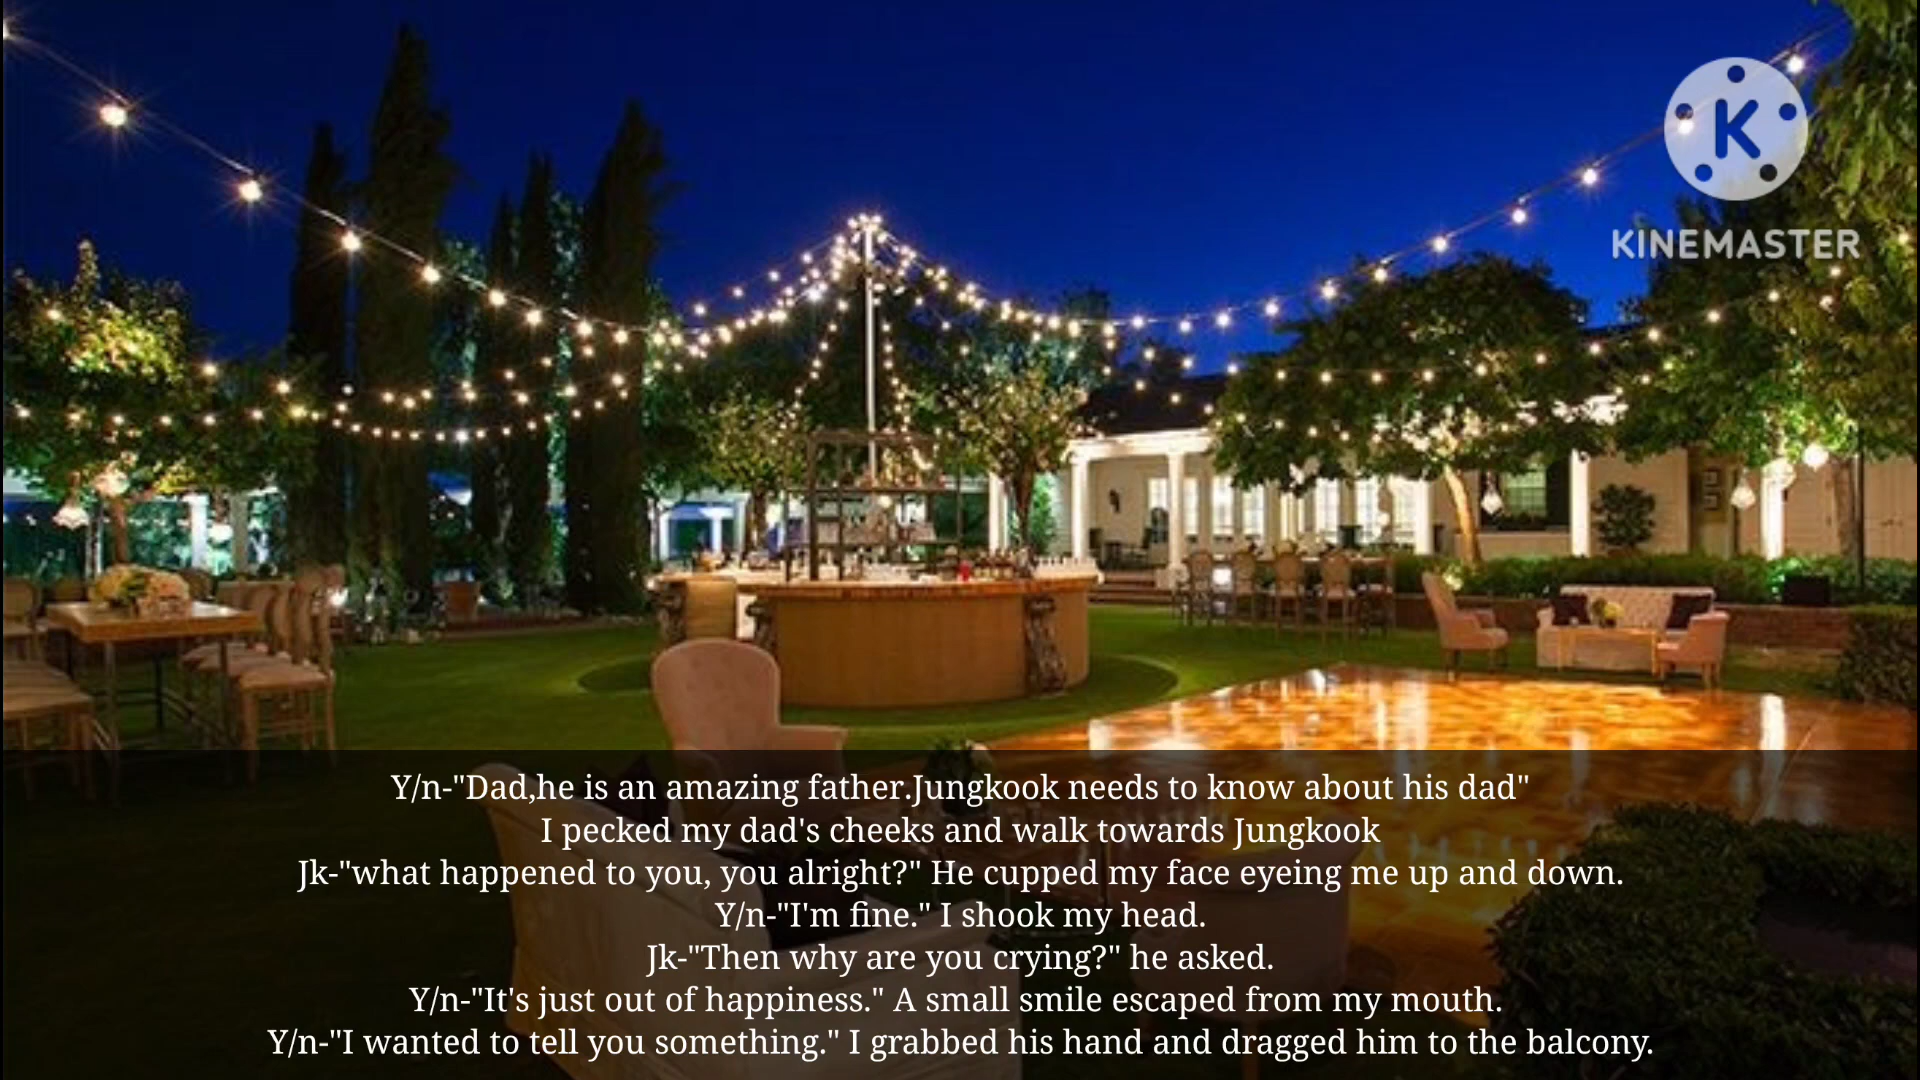 K
KINEMASTER
Y/n-"Dad,he is an amazing father.Jungkook needs to know about his dad"
I pecked my dad's cheeks and walk towards Jungkook
Jk-"what happened to you, you alright?" He cupped my face eyeing me up and down.
Y/n-"I'm fine." I shook my head.
Jk-"Then why are you crying?" he asked.
Y/n-"It's just out of happiness." A small smile escaped from my mouth.
Y/n-"I wanted to tell you something." I grabbed his hand and dragged him to the balcony.